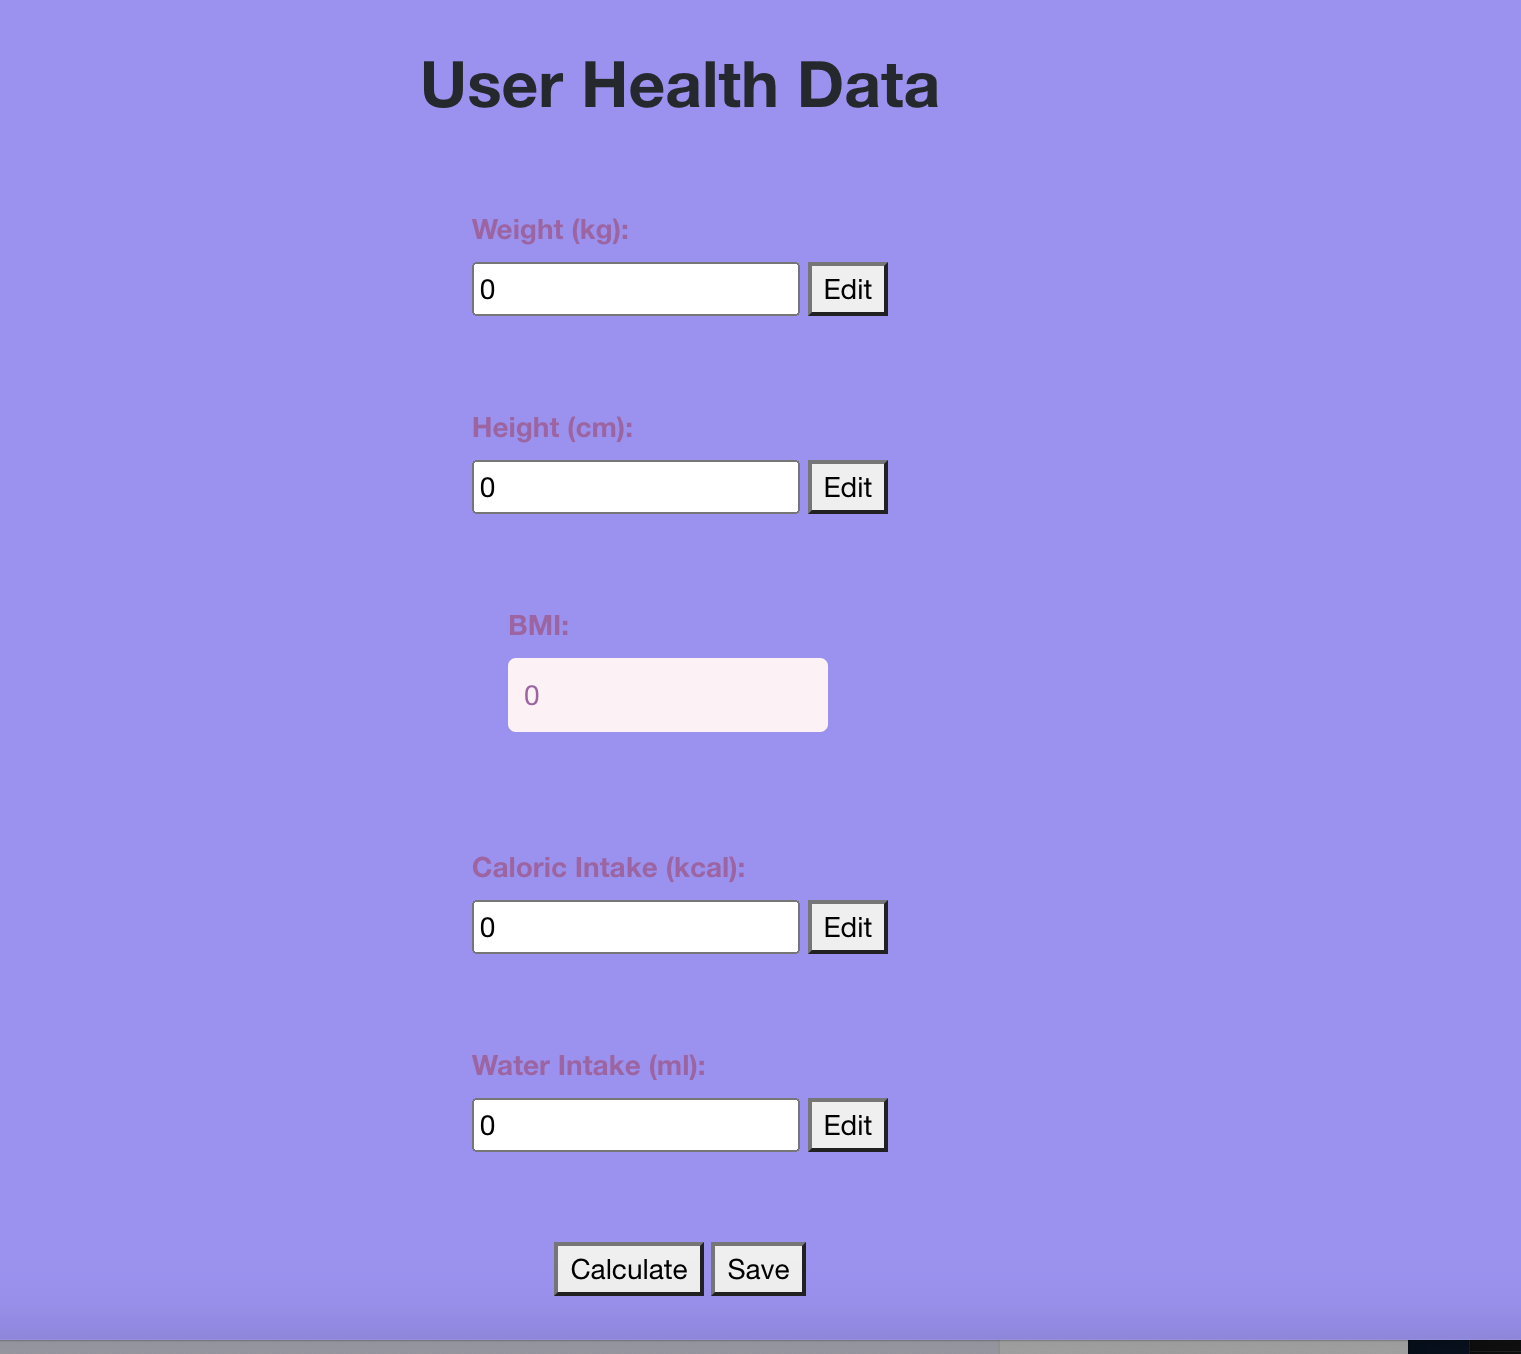 User Health Data
Weight (kg):
0 Edit
Height (cm):
0 Edit
BMI:
0
Caloric Intake (kcal):
0 Edit
Water Intake (ml):
0 Edit
Calculate Save